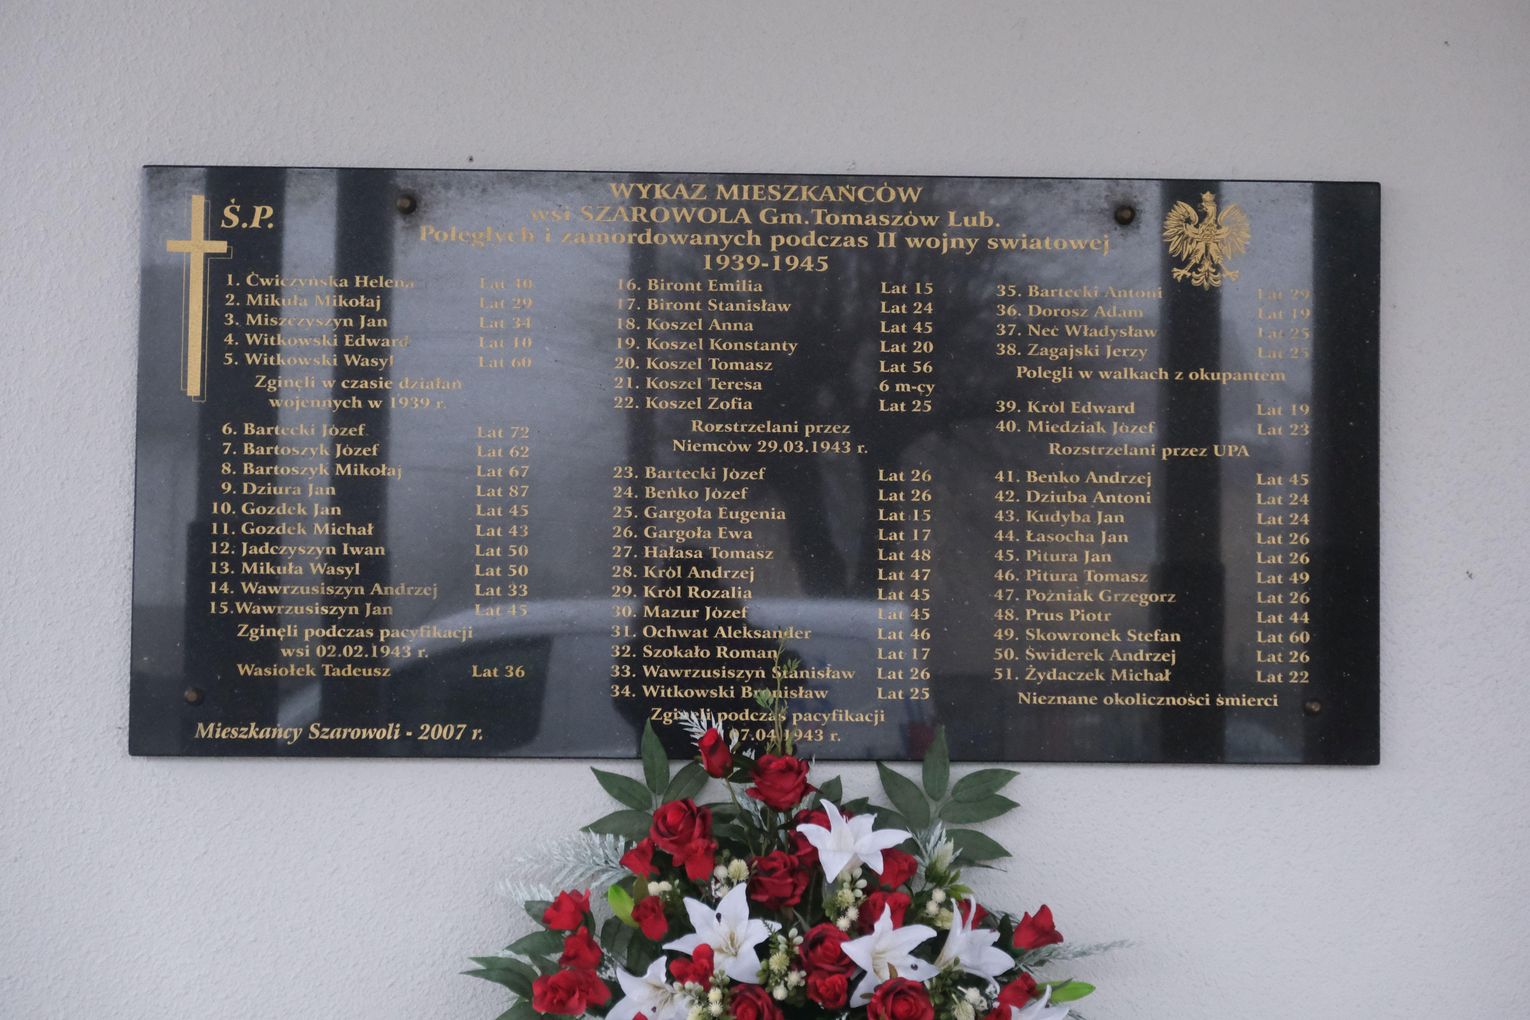 Ś.P.
WYKAZ MIESZKAŃCÓW
wsi SZAROWOLA Gm. Tomaszów Lub.
Poległych i zamordowanych podczas II wojny swiatowej
1939-1945
1. Ćwiczyńska Helena Lat 40
2. Mikuła Mikołaj Lat 29
3. Miszczyszyn Jan Lat 34
4. Witkowski Edward Lat 10
5. Witkowski Wasyl Lat 60
Zginęli w czasie działań
wojennych w 1939 r.
6. Bartecki Józef Lat 72
7. Bartoszyk Józef Lat 62
8. Bartoszyk Mikołaj Lat 67
9. Dziura Jan Lat 87
10. Gozdek Jan Lat 45
11. Gozdek Michał Lat 43
12. Jadczyszyn Iwan Lat 50
13. Mikuła Wasyl Lat 50
14. Wawrzusiszyn Andrzej Lat 33
15. Wawrzusiszyn Jan Lat 45
Zginęli podczas pacyfikacji
wsi 02.02.1943 r.
Wasiołek Tadeusz Lat 36
Mieszkańcy Szarowoli - 2007 r.
16. Biront Emilia Lat 15
17. Biront Stanisław Lat 24
18. Koszel Anna Lat 45
19. Koszel Konstanty Lat 20
20. Koszel Tomasz Lat 56
21. Koszel Teresa 6 m-cy
22. Koszel Zofia Lat 25
Rozstrzelani przez
Niemców 29.03.1943 r.
23. Bartecki Józef Lat 26
24. Beńko Józef Lat 26
25. Gargoła Eugenia Lat 15
26. Gargoła Ewa Lat 17
27. Hałasa Tomasz Lat 48
28. Król Andrzej Lat 47
29. Król Rozalia Lat 45
30. Mazur Józef Lat 45
31. Ochwat Aleksander Lat 46
32. Szokało Roman Lat 17
33. Wawrzusiszyń Stanisław Lat 26
34. Witkowski Bronisław Lat 25
Zginęli podczas pacyfikacji
07.04.1943 r.
35. Bartecki Antoni Lat 29
36. Dorosz Adam Lat 19
37. Neć Władysław Lat 25
38. Zagajski Jerzy Lat 25
Polegli w walkach z okupantem
39. Król Edward Lat 19
40. Miedziak Józef Lat 23
Rozstrzelani przez UPA
41. Beńko Andrzej Lat 45
42. Dziuba Antoni Lat 24
43. Kudyba Jan Lat 24
44. Łasocha Jan Lat 26
45. Pitura Jan Lat 26
46. Pitura Tomasz Lat 49
47. Pożniak Grzegorz Lat 26
48. Prus Piotr Lat 44
49. Skowronek Stefan Lat 60
50. Świderek Andrzej Lat 26
51. Żydaczek Michał Lat 22
Nieznane okoliczności śmierci